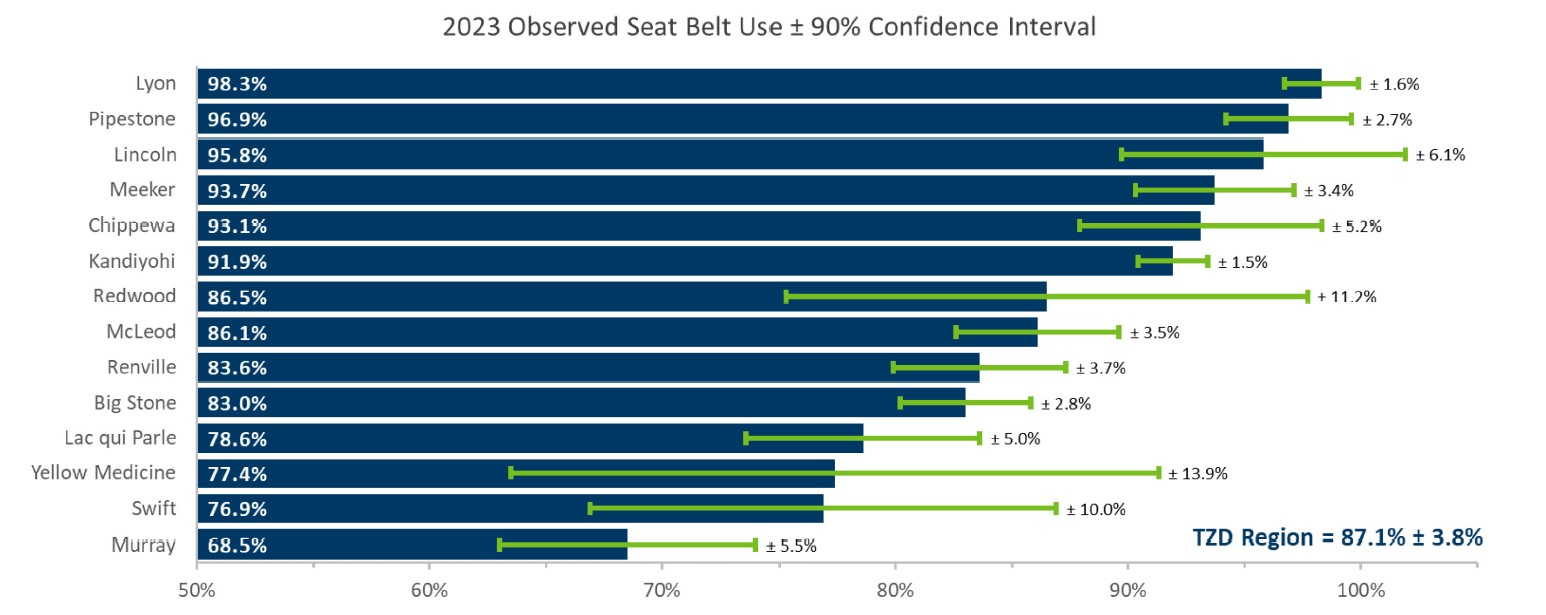 2023 Observed Seat Belt Use ± 90% Confidence Interval
Lyon 98.3% ± 1.6%
Pipestone 96.9% ± 2.7%
Lincoln 95.8% ± 6.1%
Meeker 93.7% ± 3.4%
Chippewa 93.1% ± 5.2%
Kandiyohi 91.9% ± 1.5%
Redwood 86.5% ± 11.2%
McLeod 86.1% ± 3.5%
Renville 83.6% ± 3.7%
Big Stone 83.0% ± 2.8%
Lac qui Parle 78.6% ± 5.0%
Yellow Medicine 77.4% ± 13.9%
Swift 76.9% ± 10.0%
Murray 68.5% ± 5.5%
TZD Region = 87.1% ± 3.8%
50% 60% 70% 80% 90% 100%